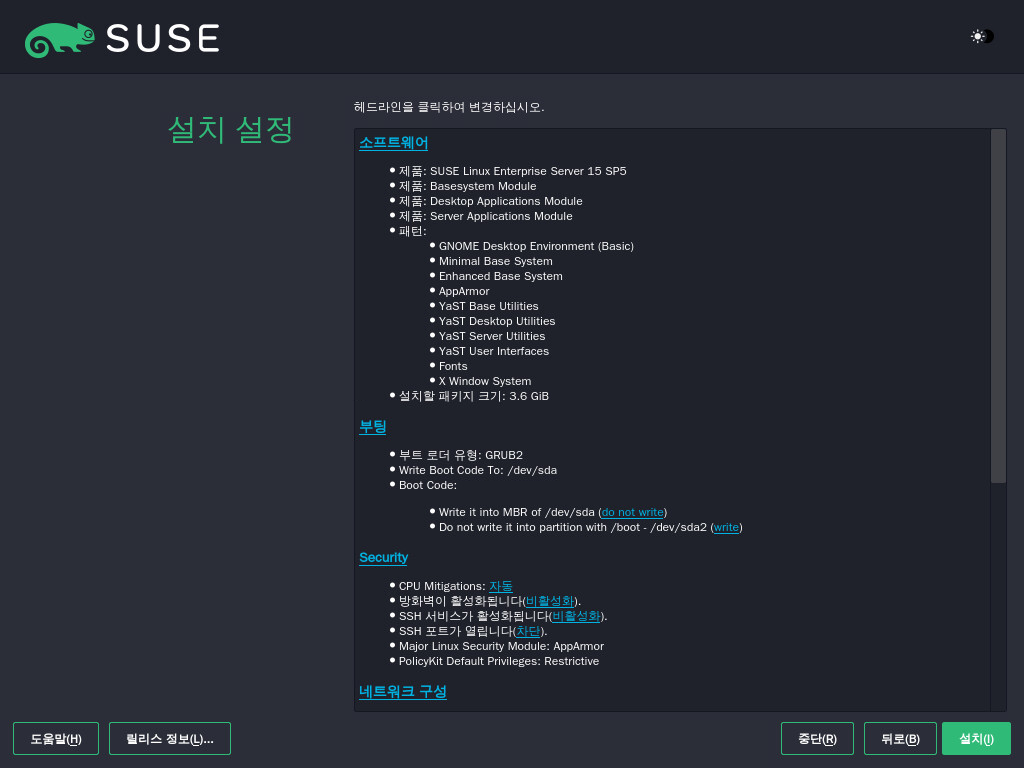 SUSE
헤드라인을 클릭하여 변경하십시오.
설치 설정
소프트웨어
제품: SUSE Linux Enterprise Server 15 SP5
제품: Basesystem Module
제품: Desktop Applications Module
제품: Server Applications Module
패턴:
GNOME Desktop Environment (Basic)
Minimal Base System
Enhanced Base System
AppArmor
YaST Base Utilities
YaST Desktop Utilities
YaST Server Utilities
YaST User Interfaces
Fonts
X Window System
설치할 패키지 크기: 3.6 GiB
부팅
부트 로더 유형: GRUB2
Write Boot Code To: /dev/sda
Boot Code:
Write it into MBR of /dev/sda (do not write)
Do not write it into partition with /boot - /dev/sda2 (write)
Security
CPU Mitigations: 자동
방화벽이 활성화됩니다(비활성화).
SSH 서비스가 활성화됩니다(비활성화).
SSH 포트가 열립니다(차단).
Major Linux Security Module: AppArmor
PolicyKit Default Privileges: Restrictive
네트워크 구성
도움말(H) 릴리스 정보(L)... 중단(R) 뒤로(B) 설치(I)